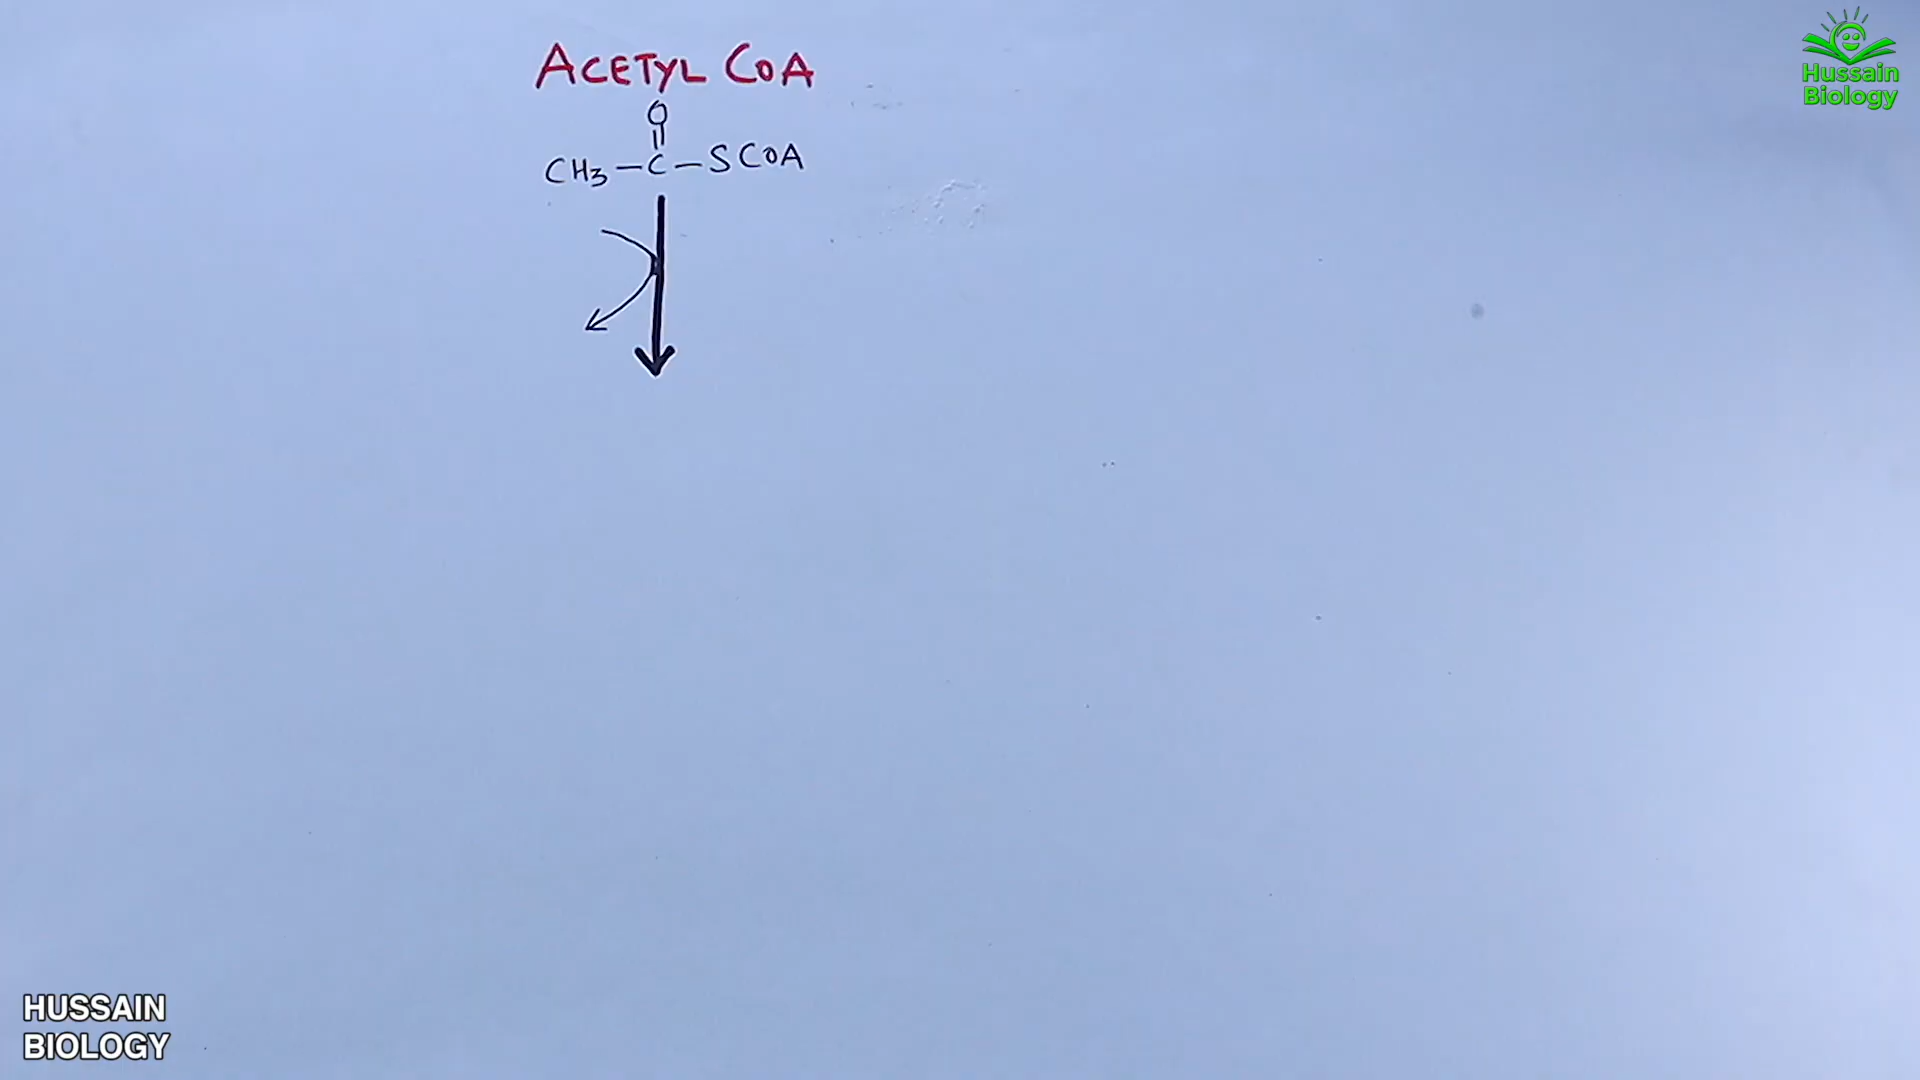 ACETYL COA
O
CH3-C-SCOA
Hussain
Biology
HUSSAIN
BIOLOGY